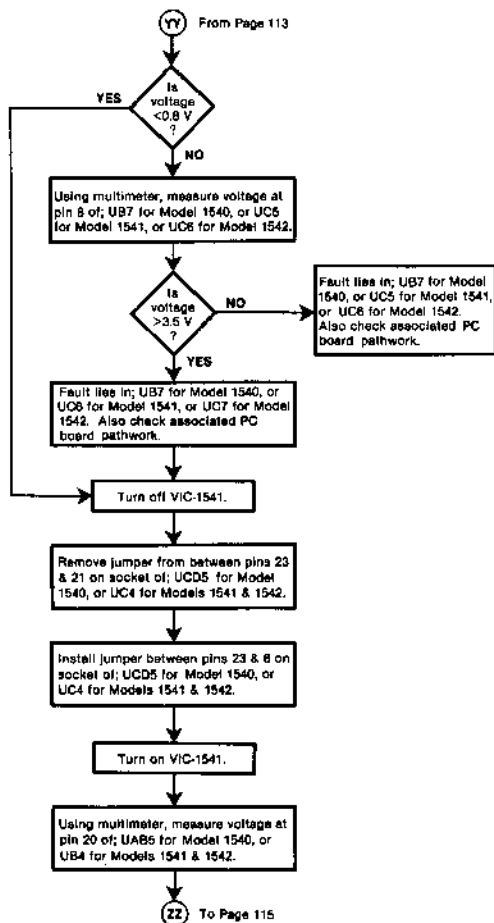 YY From Page 113
Is
voltage
<0.8 V
?
YES
NO
Using multimeter, measure voltage at
pin 8 of; UB7 for Model 1540, or UC5
for Model 1541, or UC6 for Model 1542.
Is
voltage
>3.5 V
?
NO
Fault lies in; UB7 for Model
1540, or UC5 for Model 1541,
or UC6 for Model 1542.
Also check associated PC
board pathwork.
YES
Fault lies in; UB7 for Model 1540, or
UC6 for Model 1541, or UC7 for Model
1542. Also check associated PC
board pathwork.
Turn off VIC-1541.
Remove jumper from between pins 23
& 21 on socket of; UCD5 for Model
1540, or UC4 for Models 1541 & 1542.
Install jumper between pins 23 & 6 on
socket of; UCD5 for Model 1540, or
UC4 for Models 1541 & 1542.
Turn on VIC-1541.
Using multimeter, measure voltage at
pin 20 of; UAB5 for Model 1540, or
UB4 for Models 1541 & 1542.
ZZ To Page 115